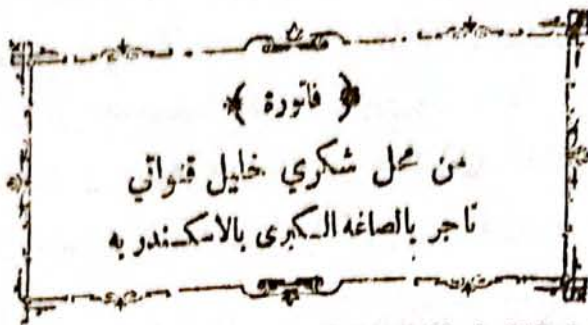 ﴿ فاتورة ﴾
من محل شكري خليل قنواتي
تاجر بالصاغه الكبرى بالاسكندريه